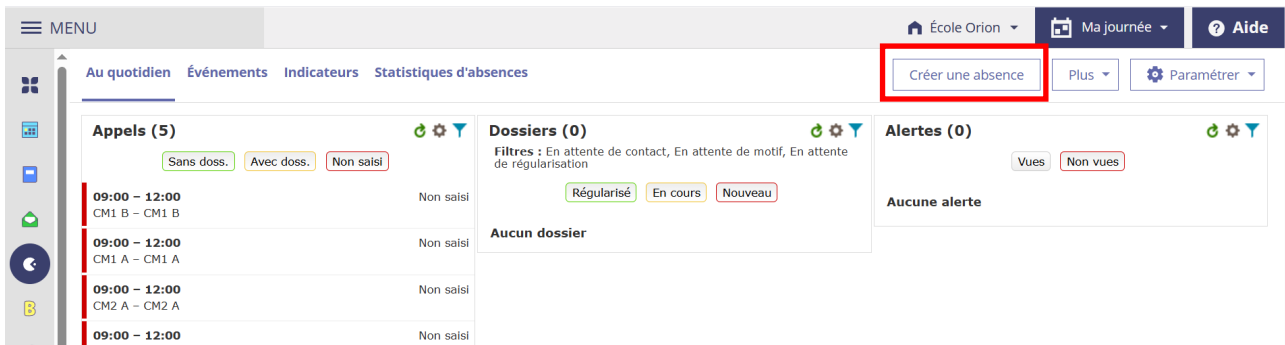 MENU
École Orion
Ma journée
Aide
Au quotidien
Événements
Indicateurs
Statistiques d'absences
Créer une absence
Plus
Paramétrer
Appels (5)
Sans doss.
Avec doss.
Non saisi
09:00 – 12:00
Non saisi
CM1 B – CM1 B
09:00 – 12:00
Non saisi
CM1 A – CM1 A
09:00 – 12:00
Non saisi
CM2 A – CM2 A
09:00 – 12:00
Non saisi
Dossiers (0)
Filtres : En attente de contact, En attente de motif, En attente
de régularisation
Régularisé
En cours
Nouveau
Aucun dossier
Alertes (0)
Vues
Non vues
Aucune alerte
B